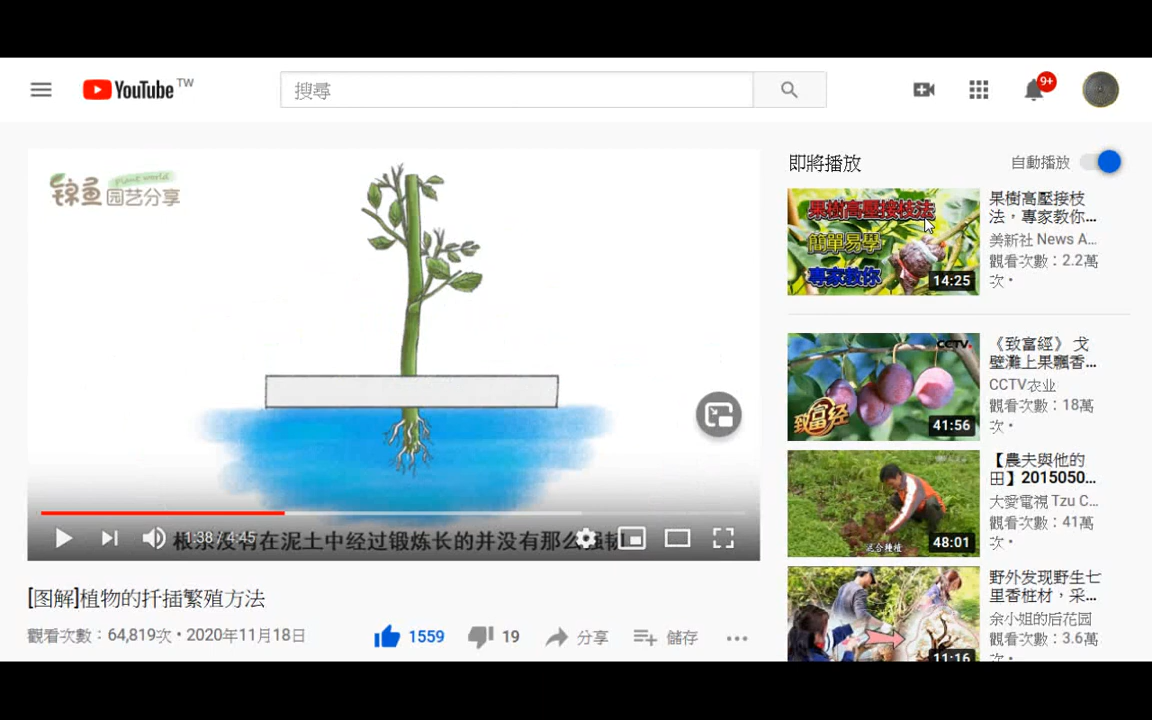 YouTube TW
搜尋
9+
锦鱼 plant world
园艺分享
1:38 / 4:45
根系没有在泥土中经过锻炼长的并没有那么强韧
[图解]植物的扦插繁殖方法
觀看次數：64,819次 • 2020年11月18日
1559
19
分享
儲存
即將播放
自動播放
果樹高壓接枝法
簡單易學
專家教你
14:25
果樹高壓接枝
法，專家教你...
美新社 News A...
觀看次數：2.2萬
次 •
CCTV.
致富经
41:56
《致富經》 戈
壁灘上果飄香...
CCTV农业
觀看次數：18萬
次 •
混合種植
48:01
【農夫與他的
田】2015050...
大愛電視 Tzu C...
觀看次數：41萬
次 •
11:16
野外发现野生七
里香桩材，采...
余小姐的后花园
觀看次數：3.6萬
次 •